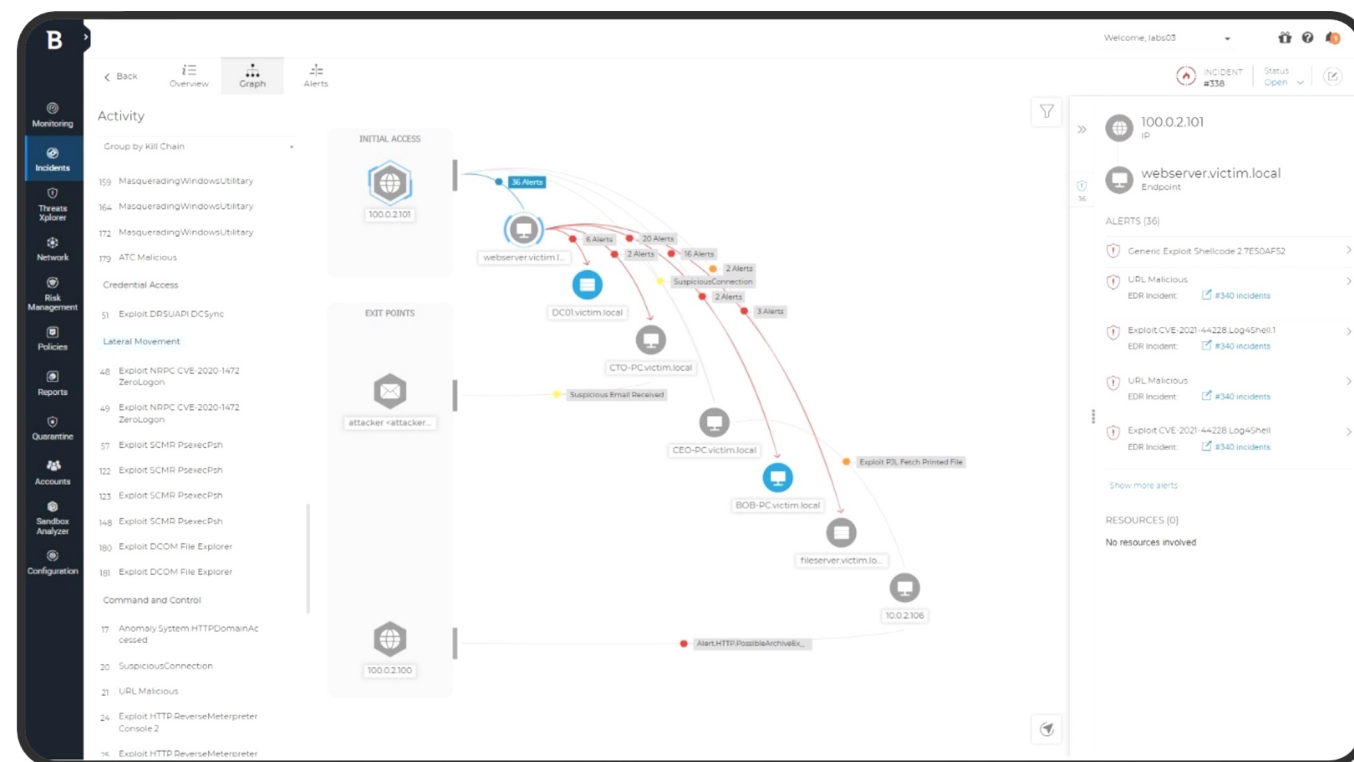 B
Welcome, labs03
Back
Overview
Graph
Alerts
INCIDENT
#338
Status
Open
Monitoring
Incidents
Threats
Xplorer
Network
Risk
Management
Policies
Reports
Quarantine
Accounts
Sandbox
Analyzer
Configuration
Activity
Group by Kill Chain
159 MasqueradingWindowsUtilitary
164 MasqueradingWindowsUtilitary
172 MasqueradingWindowsUtilitary
179 ATC.Malicious
Credential Access
51 Exploit.DRSUAPI.DCSync
Lateral Movement
48 Exploit NRPC CVE-2020-1472
ZeroLogon
49 Exploit NRPC CVE-2020-1472
ZeroLogon
57 Exploit SCMR PsexecPsh
122 Exploit SCMR PsexecPsh
123 Exploit SCMR PsexecPsh
148 Exploit SCMR PsexecPsh
180 Exploit DCOM File Explorer
181 Exploit DCOM File Explorer
Command and Control
17 Anomaly.System.HTTPDomainAc
cessed
20 SuspiciousConnection
21 URL Malicious
24 Exploit HTTP ReverseMeterpreter
Console 2
Exploit HTTP ReverseMeterpreter
INITIAL ACCESS
100.0.2.101
36 Alerts
webserver.victim.l...
6 Alerts
20 Alerts
2 Alerts
16 Alerts
2 Alerts
SuspiciousConnection
2 Alerts
3 Alerts
EXIT POINTS
DC01.victim.local
CTO-PC.victim.local
Suspicious Email Received
attacker <attacker...
CEO-PC.victim.local
Exploit PJL Fetch Printed File
BOB-PC.victim.local
fileserver.victim.lo...
10.0.2.106
Alert.HTTP.PossibleArchiveEx_
100.0.2.100
100.0.2.101
IP
webserver.victim.local
Endpoint
36
ALERTS (36)
Generic Exploit Shellcode 2.7E50AF52
URL Malicious
EDR Incident: #340 incidents
Exploit.CVE-2021-44228.Log4Shell.1
EDR Incident: #340 incidents
URL Malicious
EDR Incident: #340 incidents
Exploit CVE-2021-44228.Log4Shell
EDR Incident: #340 incidents
Show more alerts
RESOURCES (0)
No resources involved